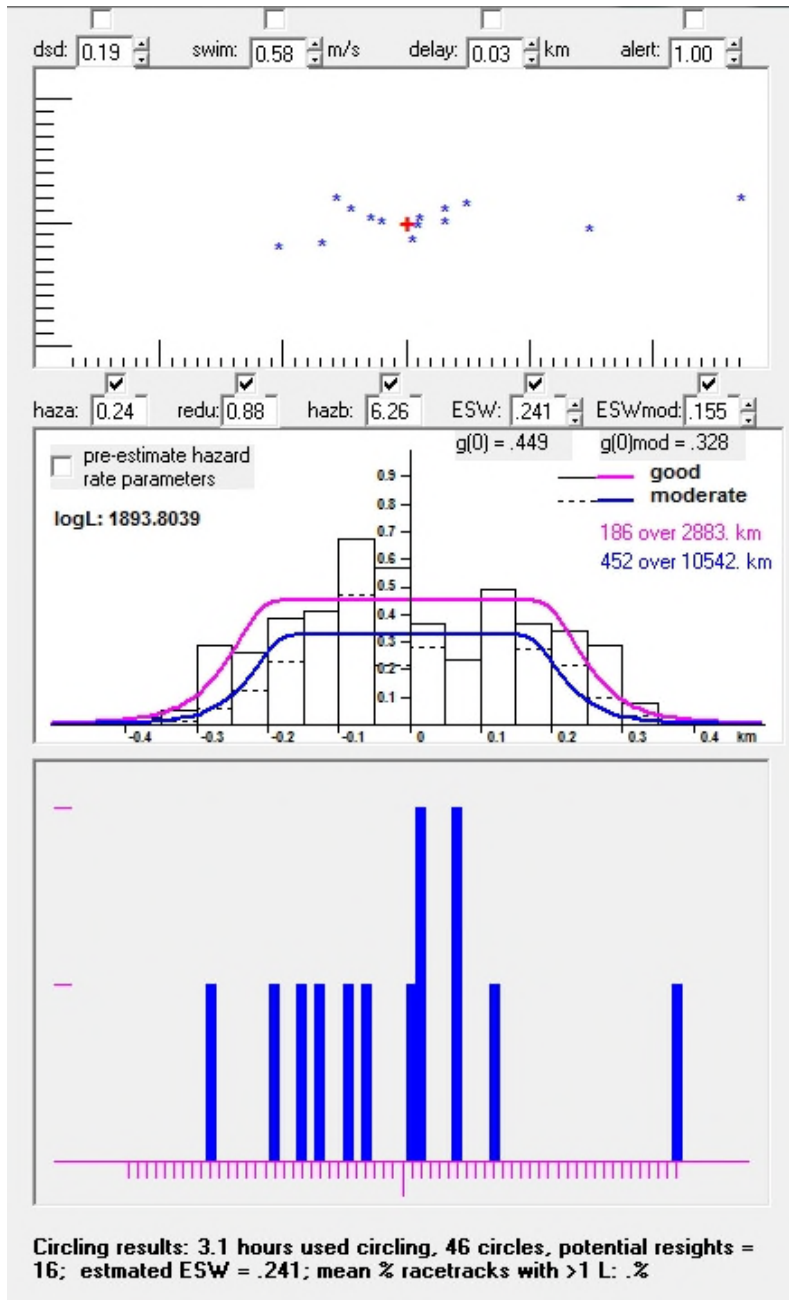 dsd: 0.19 swim: 0.58 m/s delay: 0.03 km alert: 1.00
haza: 0.24 redu: 0.88 hazb: 6.26 ESW: .241 ESWmod: .155
g(0) = .449 g(0)mod = .328
pre-estimate hazard
rate parameters
good
moderate
logL: 1893.8039
186 over 2883. km
452 over 10542. km
0.9
0.8
0.7
0.6
0.5
0.4
0.3
0.2
0.1
-0.4 -0.3 -0.2 -0.1 0 0.1 0.2 0.3 0.4 km
Circling results: 3.1 hours used circling, 46 circles, potential resights =
16; estmated ESW = .241; mean % racetracks with >1 L: .%